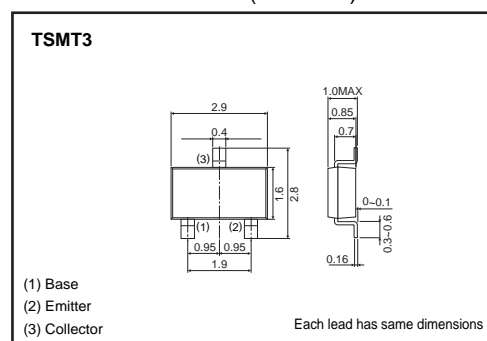 TSMT3
1.0MAX
2.9
0.85
0.4
0.7
(3)
1.6
2.8
0~0.1
(1)
(2)
0.95
0.95
0.3~0.6
1.9
0.16
(1) Base
(2) Emitter
(3) Collector
Each lead has same dimensions